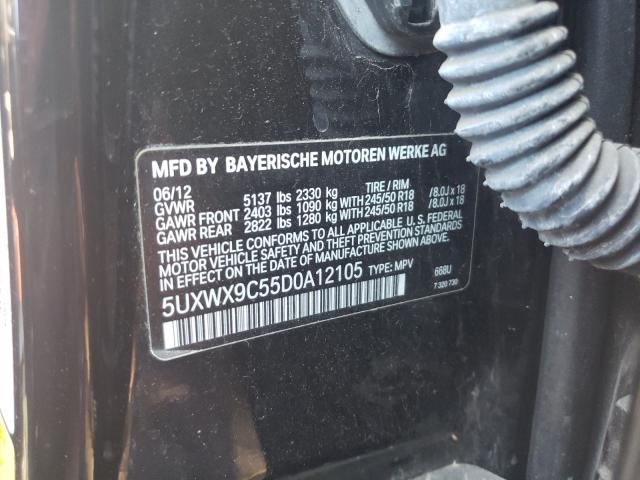 MFD BY BAYERISCHE MOTOREN WERKE AG
06/12 TIRE / RIM
GVWR 5137 lbs 2330 kg
GAWR FRONT 2403 lbs 1090 kg WITH 245/50 R18 /8.0J x 18
GAWR REAR 2822 lbs 1280 kg WITH 245/50 R18 /8.0J x 18
THIS VEHICLE CONFORMS TO ALL APPLICABLE U.S. FEDERAL
MOTOR VEHICLE SAFETY AND THEFT PREVENTION STANDARDS
IN EFFECT ON THE DATE OF MANUFACTURE SHOWN ABOVE.
5UXWX9C55D0A12105 TYPE: MPV 668U
7 320 730